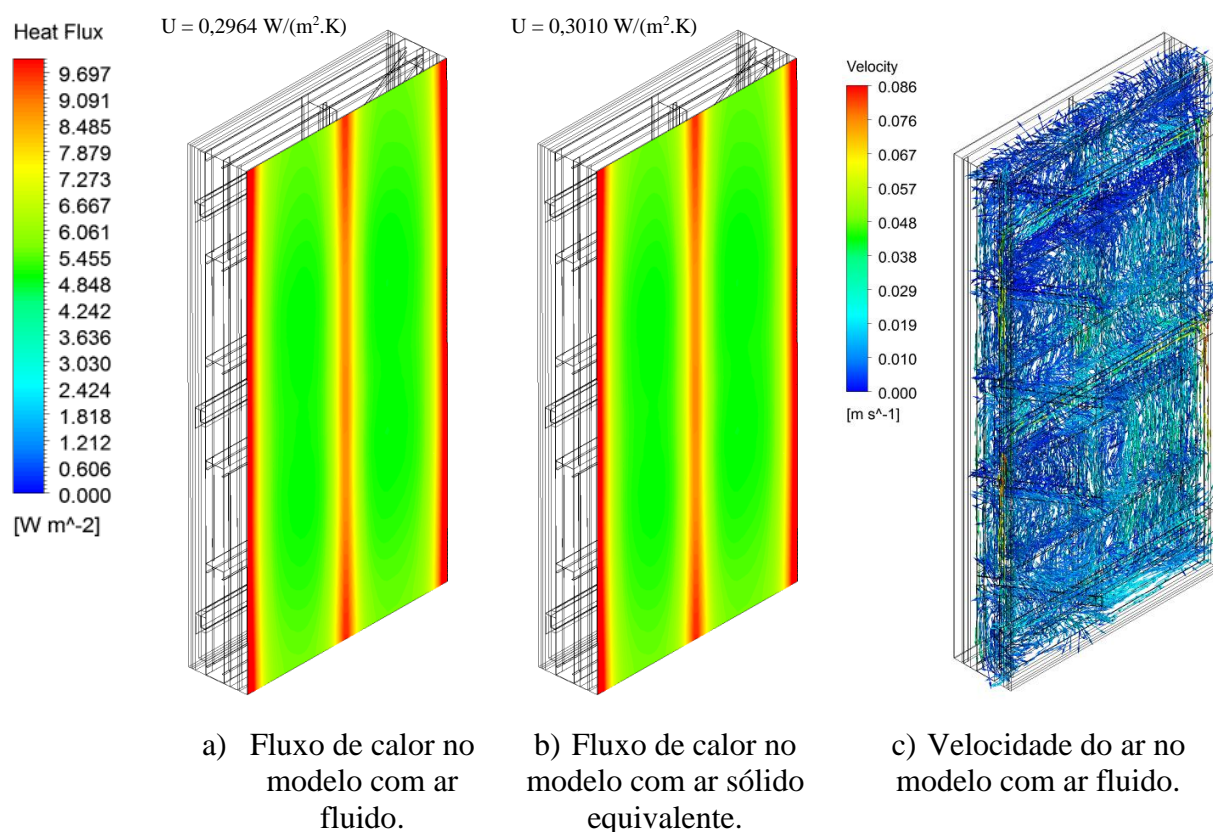 Heat Flux
9.697
9.091
8.485
7.879
7.273
6.667
6.061
5.455
4.848
4.242
3.636
3.030
2.424
1.818
1.212
0.606
0.000
[W m^-2]
U = 0,2964 W/(m².K)
U = 0,3010 W/(m².K)
Velocity
0.086
0.076
0.067
0.057
0.048
0.038
0.029
0.019
0.010
0.000
[m s^-1]
a) Fluxo de calor no
modelo com ar
fluido.
b) Fluxo de calor no
modelo com ar sólido
equivalente.
c) Velocidade do ar no
modelo com ar fluido.